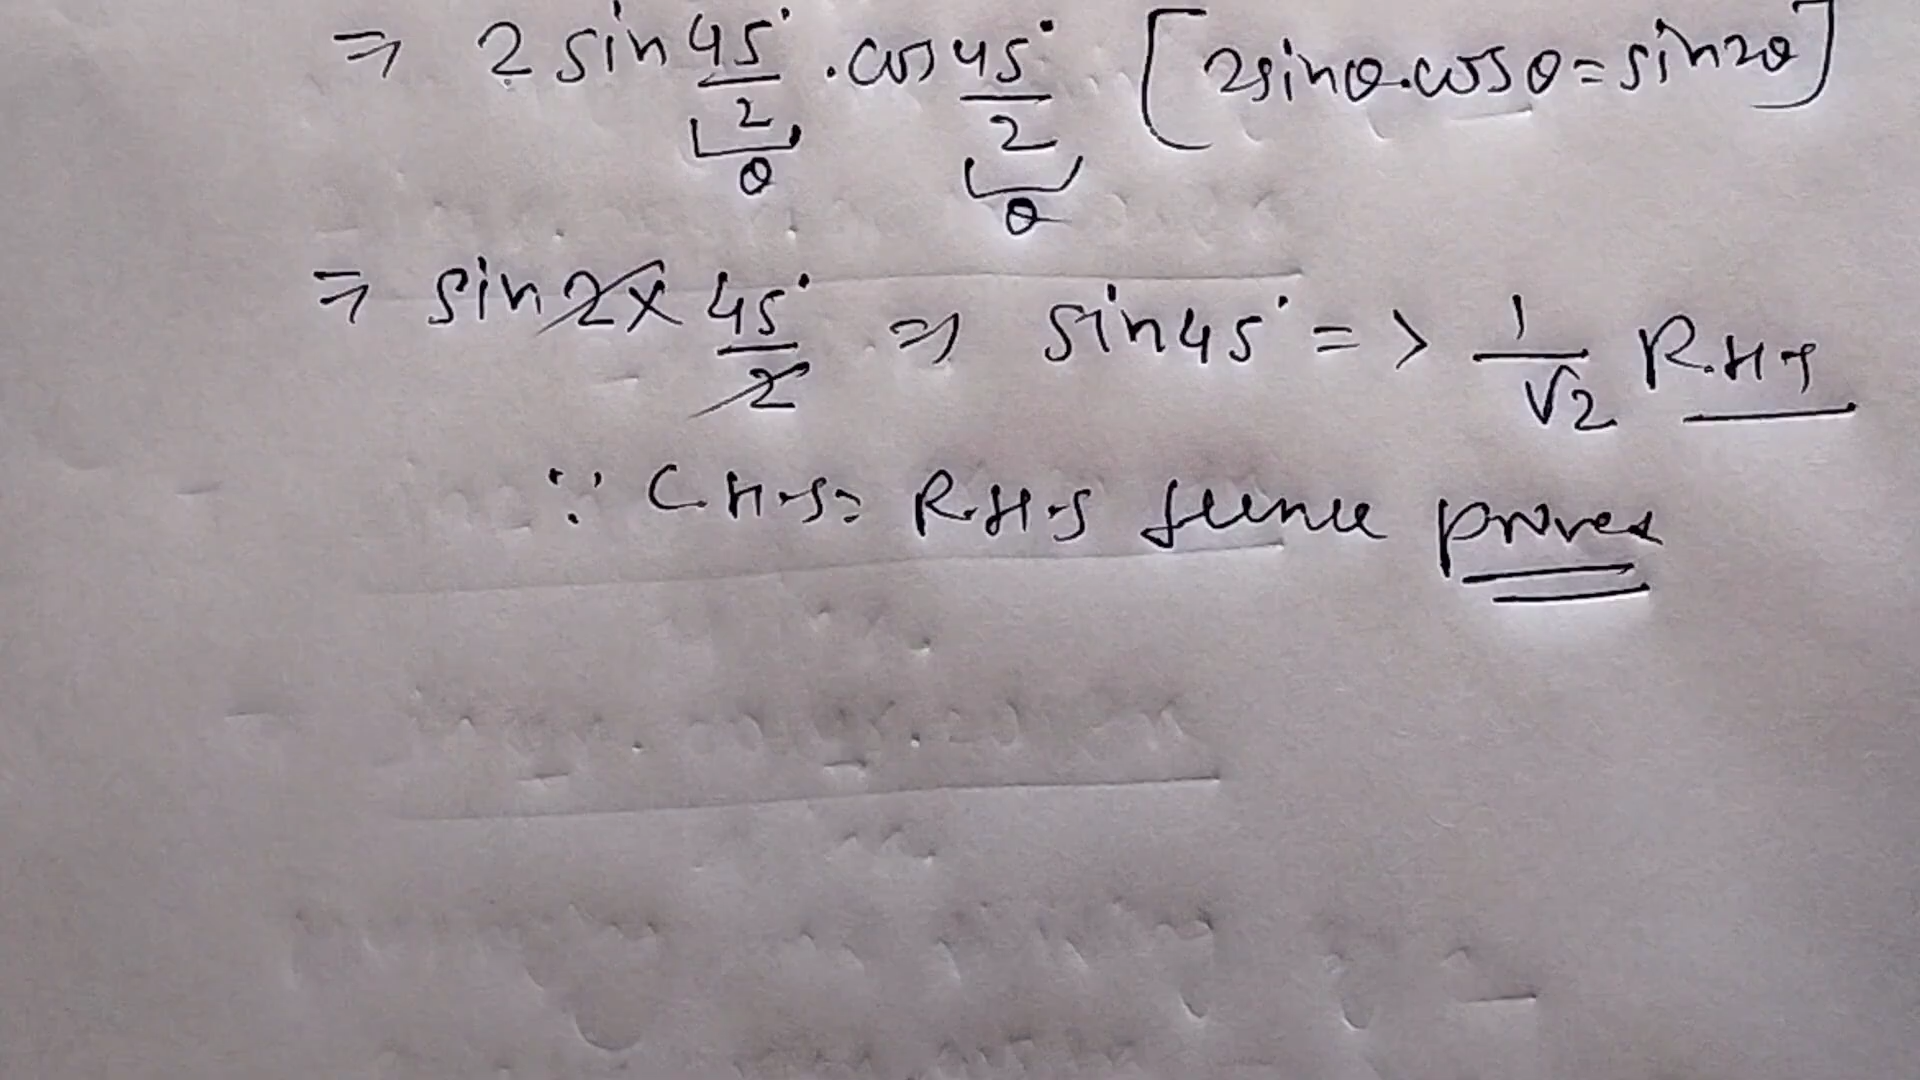 ⇒ 2 sin 45°/2 . cos 45°/2 [2sinθ.cosθ = sin2θ]
θ θ
⇒ sin 2 × 45°/2 ⇒ sin45° => 1/√2 R.H.S
∵ L.H.S = R.H.S hence proved